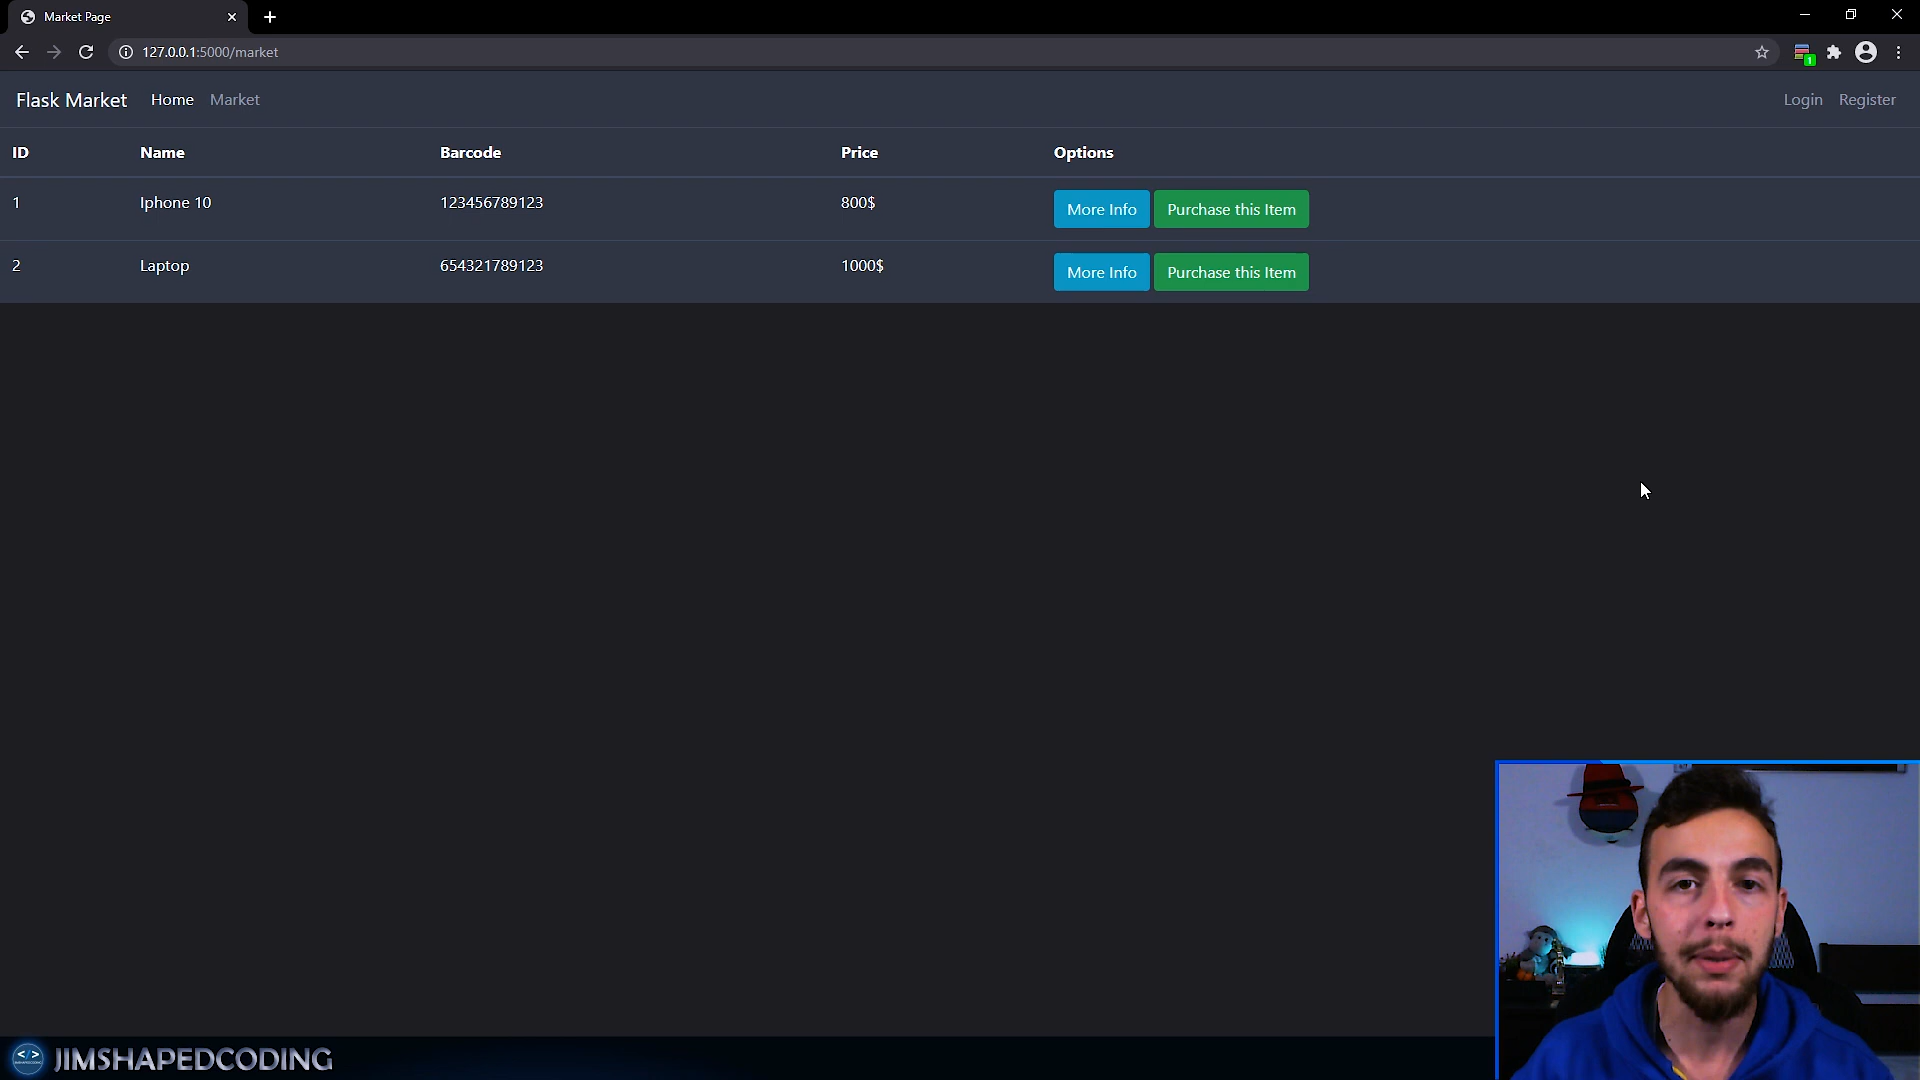 Market Page
127.0.0.1:5000/market
1
Flask Market Home Market Login Register
ID Name Barcode Price Options
1 Iphone 10 123456789123 800$ More Info Purchase this Item
2 Laptop 654321789123 1000$ More Info Purchase this Item
</> JIMSHAPEDCODING